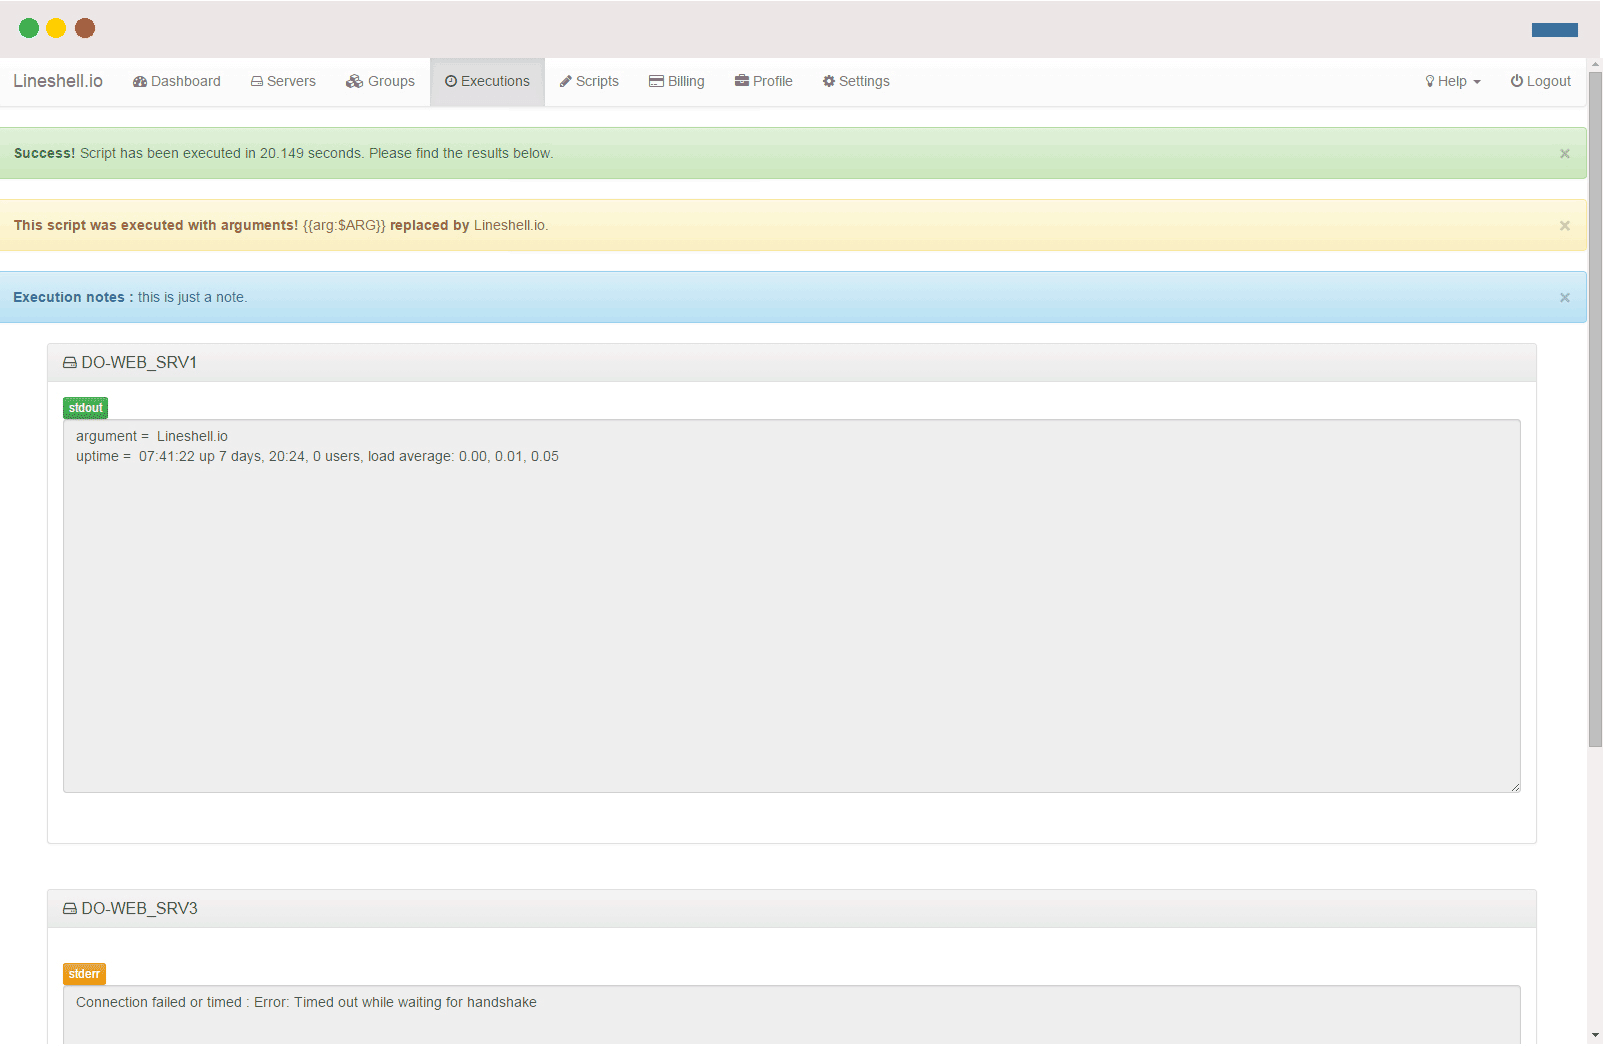 Lineshell.io Dashboard Servers Groups Executions Scripts Billing Profile Settings Help Logout
Success! Script has been executed in 20.149 seconds. Please find the results below. ×
This script was executed with arguments! {{arg:$ARG}} replaced by Lineshell.io. ×
Execution notes : this is just a note. ×
DO-WEB_SRV1
stdout
argument =  Lineshell.io
uptime =  07:41:22 up 7 days, 20:24, 0 users, load average: 0.00, 0.01, 0.05
DO-WEB_SRV3
stderr
Connection failed or timed : Error: Timed out while waiting for handshake